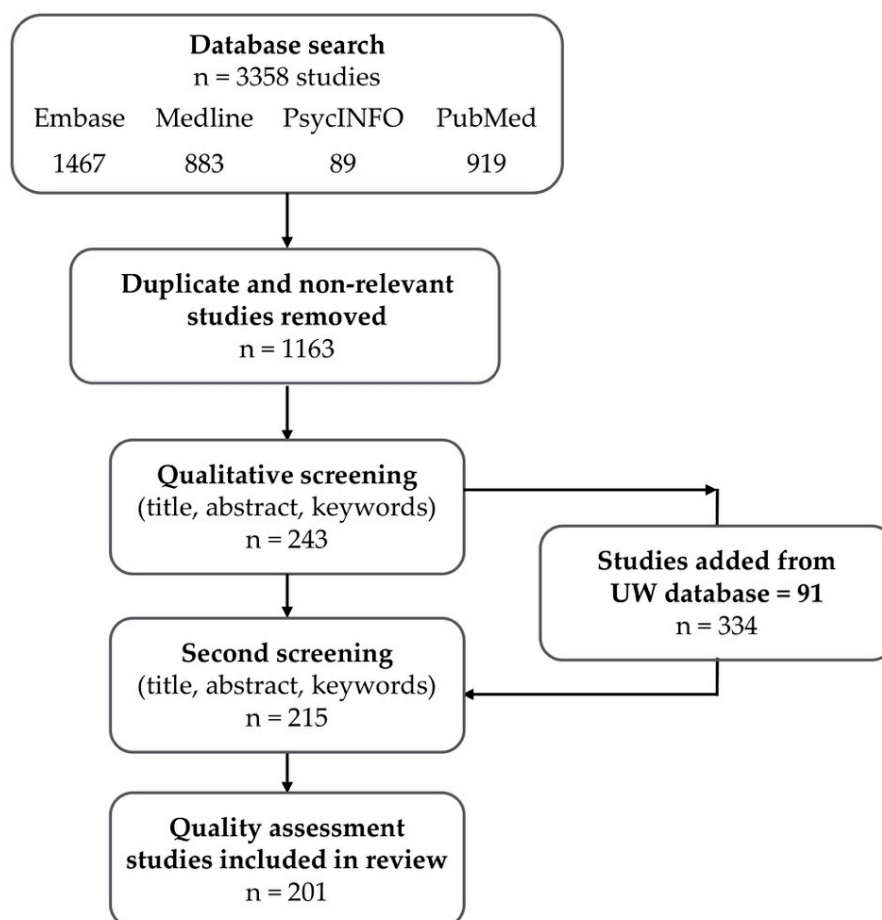 Database search
n = 3358 studies
Embase Medline PsycINFO PubMed
1467 883 89 919
Duplicate and non-relevant
studies removed
n = 1163
Qualitative screening
(title, abstract, keywords)
n = 243
Studies added from
UW database = 91
n = 334
Second screening
(title, abstract, keywords)
n = 215
Quality assessment
studies included in review
n = 201